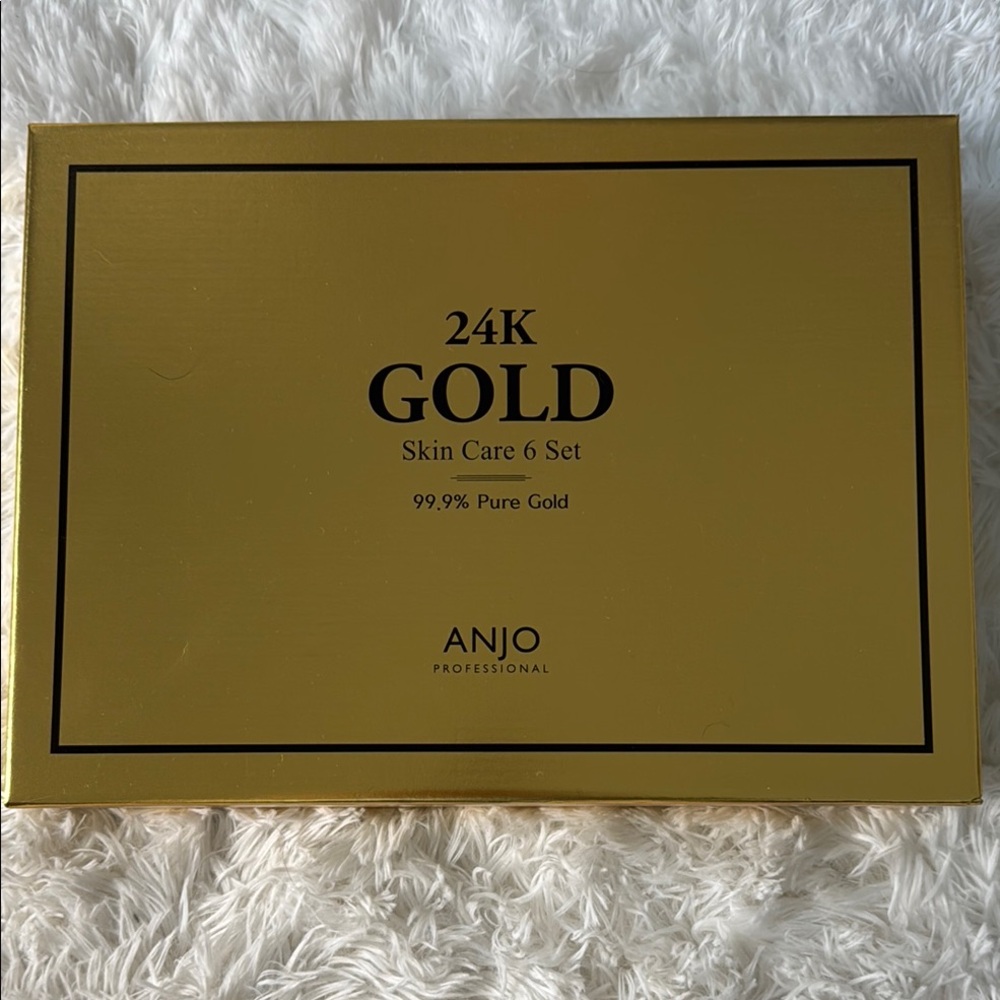 24K
GOLD
Skin Care 6 Set
99.9% Pure Gold
ANJO
PROFESSIONAL